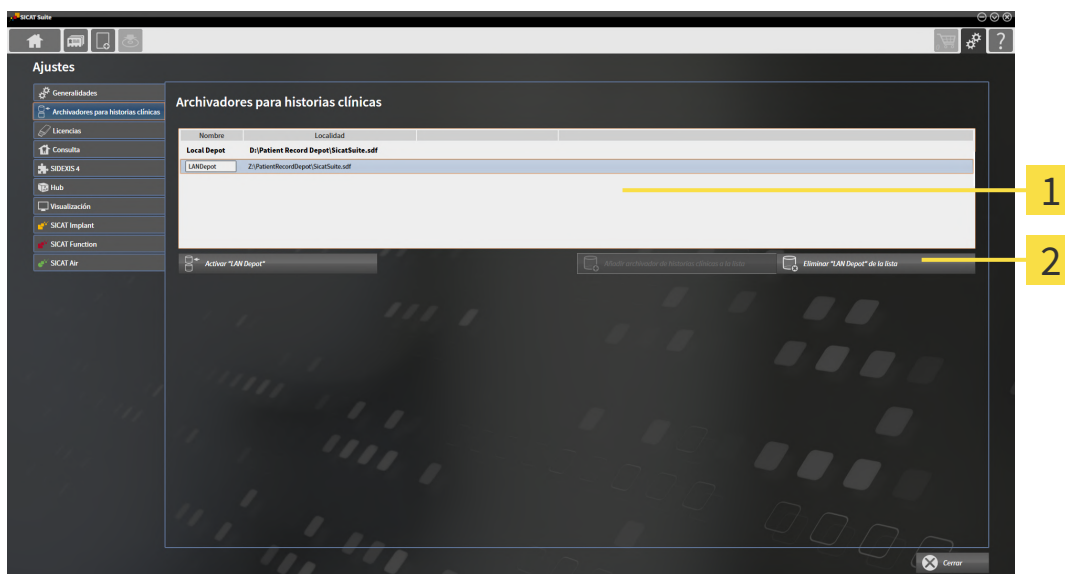 SICAT Suite
?
Ajustes
Generalidades
Archivadores para historias clínicas
Licencias
Consulta
SIDEXIS 4
Hub
Visualización
SICAT Implant
SICAT Function
SICAT Air
Archivadores para historias clínicas
Nombre Localidad
Local Depot D:\Patient Record Depot\SicatSuite.sdf
LANDepot Z:\PatientRecordDepot\SicatSuite.sdf
1
Activar "LAN Depot" Añadir archivador de historias clínicas a la lista Eliminar "LAN Depot" de la lista
2
Cerrar